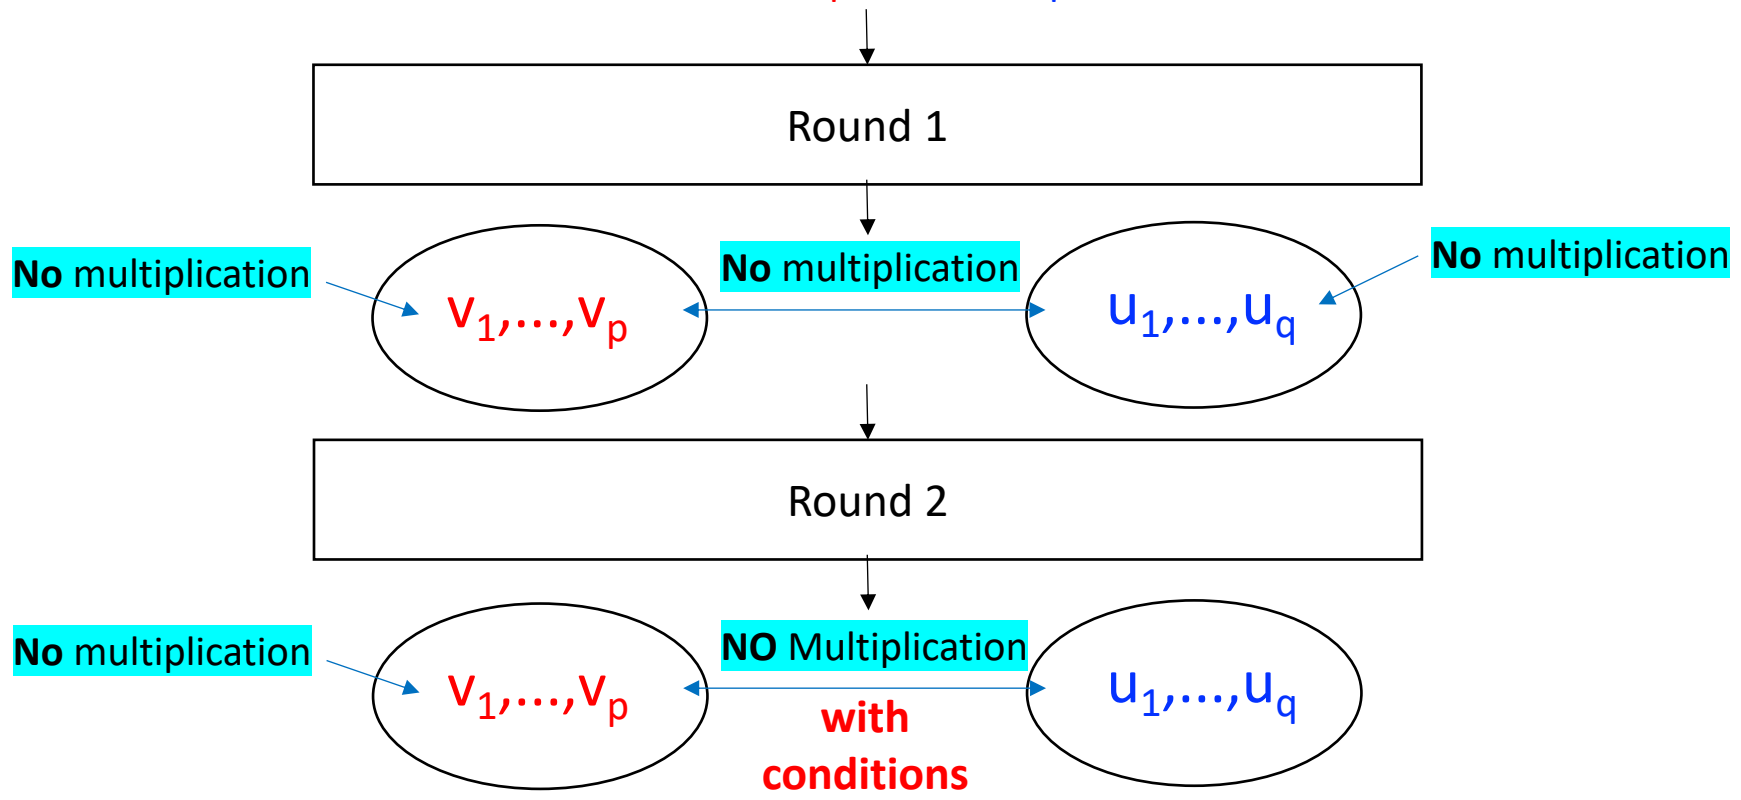 Round 1
No multiplication
No multiplication
No multiplication
v1,...,vp
u1,...,uq
Round 2
No multiplication
NO Multiplication
v1,...,vp
u1,...,uq
with
conditions